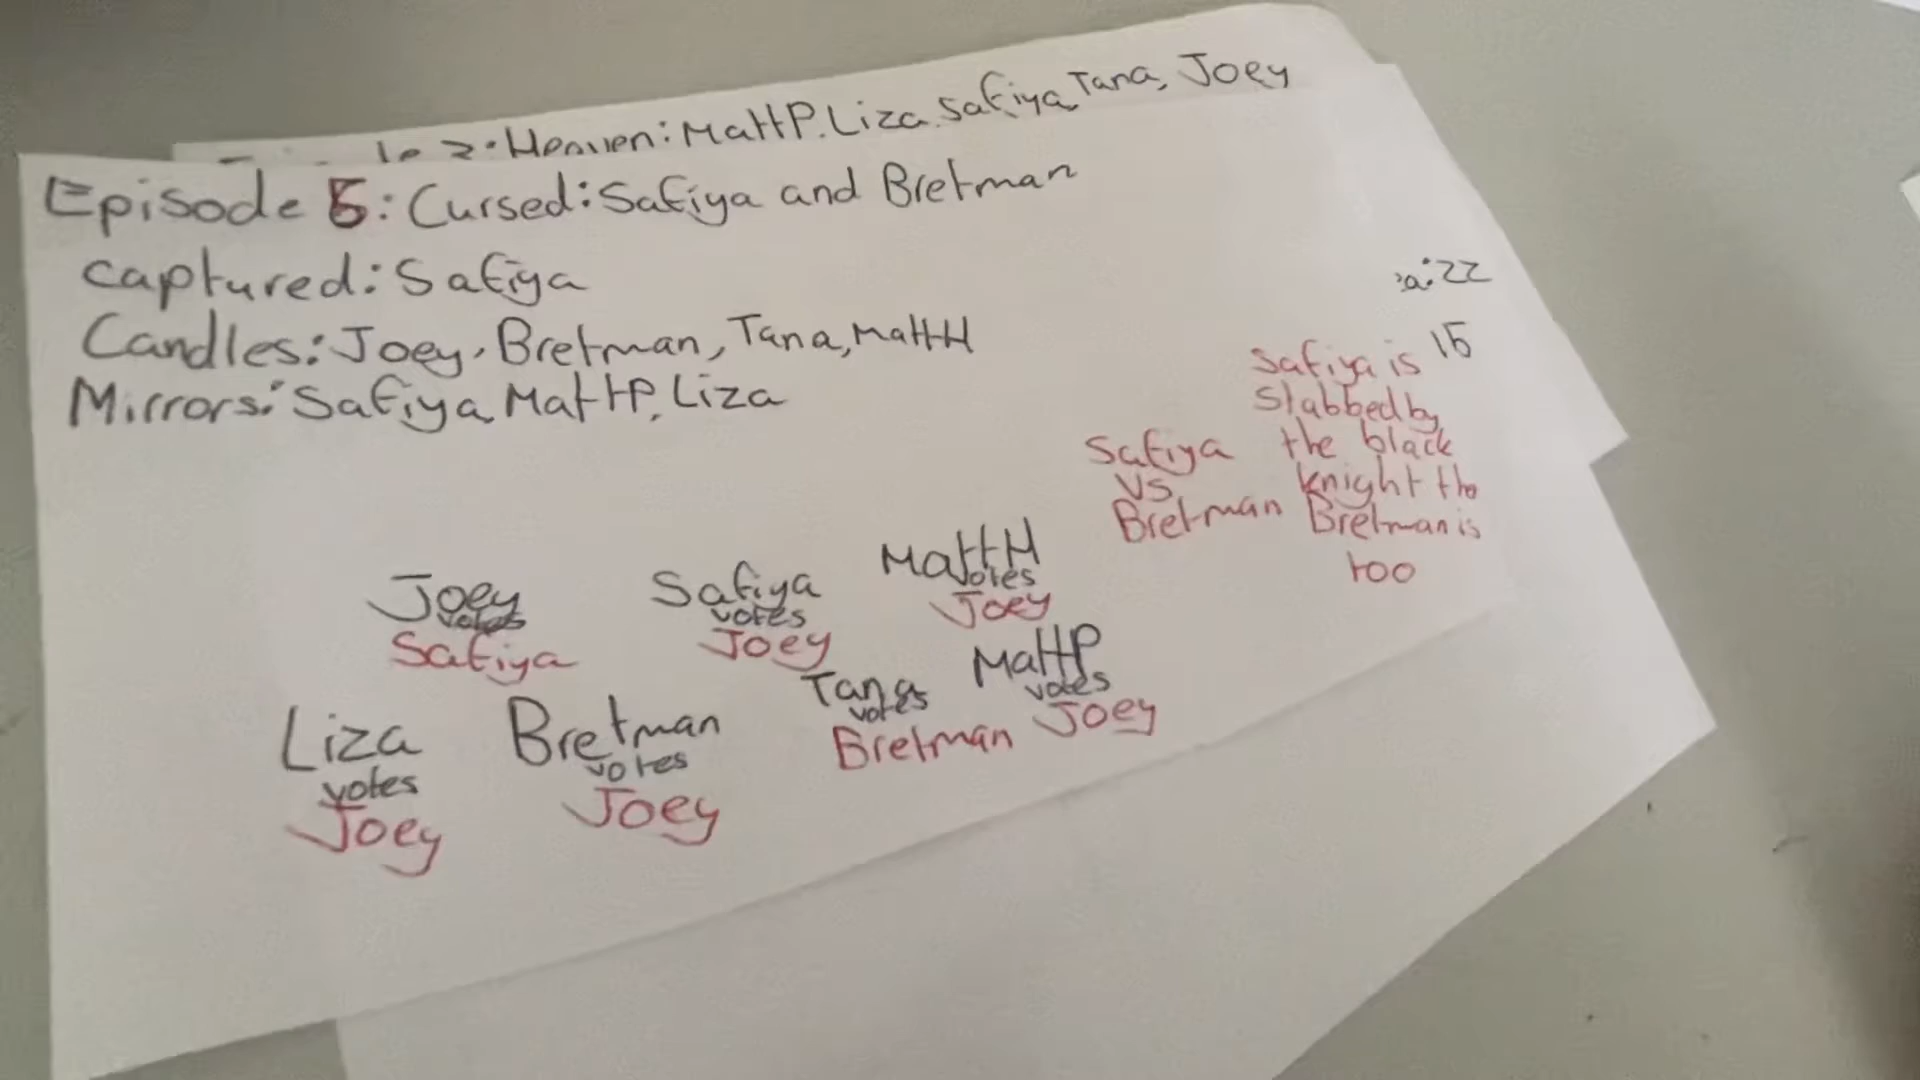 Heaven: MattP. Liza. Safiya, Tana, Joey
Episode 5: Cursed: Safiya and Bretman
captured: Safiya
Candles: Joey, Bretman, Tana, MattH
Mirrors: Safiya, MattP, Liza
a: 22
15
Safiya is
stabbed by
the black
knight the
Bretman is
too
Safiya
vs
Bretman
Joey
votes
Safiya
Safiya
votes
Joey
MattH
votes
Joey
Liza
votes
Joey
Bretman
votes
Joey
Tana
votes
Bretman
MattP
votes
Joey